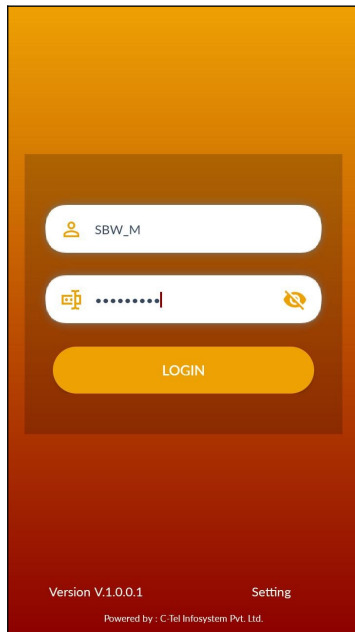 SBW_M
•••••••••
LOGIN
Version V.1.0.0.1 Setting
Powered by : C-Tel Infosystem Pvt. Ltd.